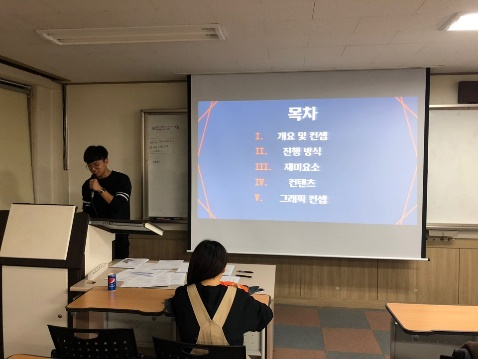 목차
I. 개요 및 컨셉
II. 진행 방식
III. 재미요소
IV. 컨텐츠
V. 그래픽 컨셉